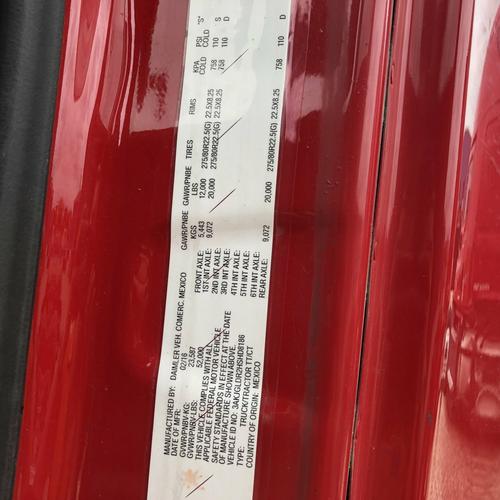 MANUFACTURED BY: DAIMLER VEH. COMERC. MEXICO
DATE OF MFR: 02/16
GVWR/PNBV-KG: 23,587
GVWR/PNBV-LBS: 52,000
THIS VEHICLE COMPLIES WITH ALL
APPLICABLE FEDERAL MOTOR VEHICLE
SAFETY STANDARDS IN EFFECT AT THE DATE
OF MANUFACTURE SHOWN ABOVE.
VEHICLE ID NO: 3AKJGLDR2HSHD8186
TYPE: TRUCK/TRACTOR TT/CT
COUNTRY OF ORIGIN: MEXICO
GAWR/PNBE KGS GAWR/PNBE LBS TIRES RIMS KPA COLD PSI COLD "S"
FRONT AXLE: 5,443 12,000 275/80R22.5(G) 22.5X8.25 758 110 S
1ST INT AXLE: 9,072 20,000 275/80R22.5(G) 22.5X8.25 758 110 D
2ND INT AXLE:
3RD INT AXLE:
4TH INT AXLE:
5TH INT AXLE:
6TH INT AXLE:
REAR AXLE: 9,072 20,000 275/80R22.5(G) 22.5X8.25 758 110 D